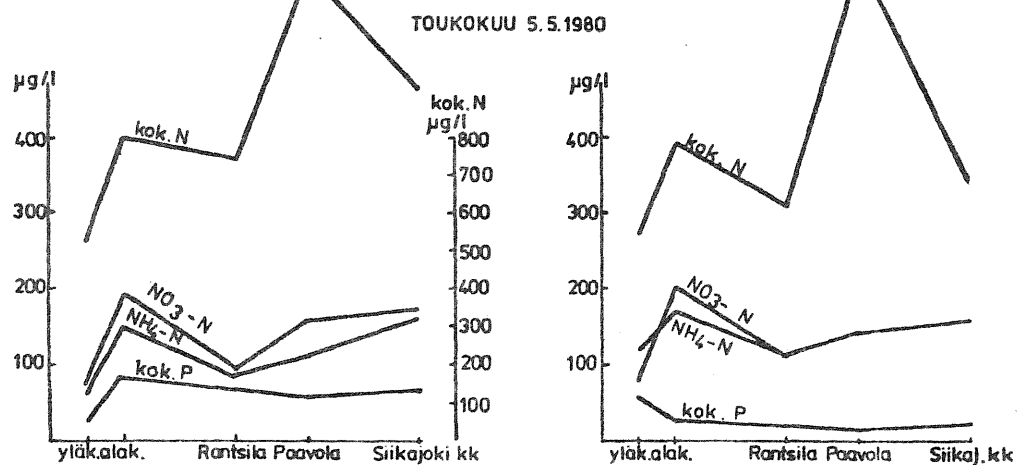 TOUKOKUU 5.5.1980
µg/l
400
300
200
100
kok. N
NO3-N
NH4-N
kok. P
kok. N
µg/l
800
700
600
500
400
300
200
100
yläk. alak. Rantsila Paavola Siikajoki kk
µg/l
400
300
200
100
kok. N
NO3-N
NH4-N
kok. P
yläk. alak. Rantsila Paavola Siikaj. kk